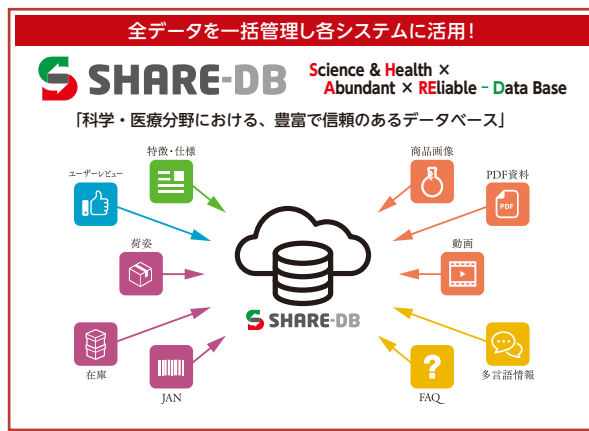 全データを一括管理し各システムに活用！
SHARE-DB
Science & Health ×
Abundant × REliable - Data Base
「科学・医療分野における、豊富で信頼のあるデータベース」
特徴・仕様
商品画像
ユーザーレビュー
PDF資料
PDF
荷姿
動画
SHARE-DB
在庫
多言語情報
JAN
?
FAQ